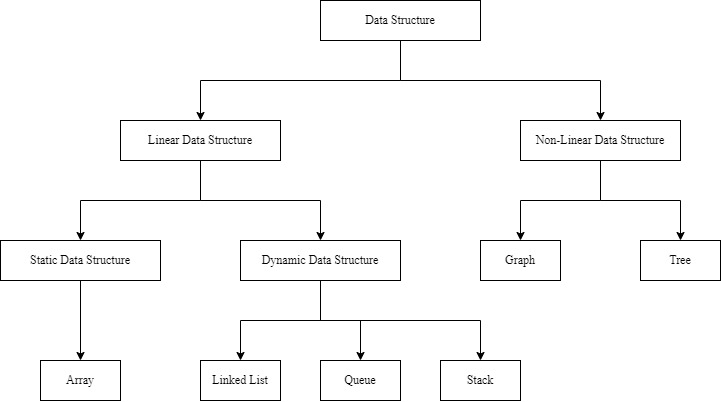 Data Structure
Linear Data Structure
Non-Linear Data Structure
Static Data Structure
Dynamic Data Structure
Graph
Tree
Array
Linked List
Queue
Stack